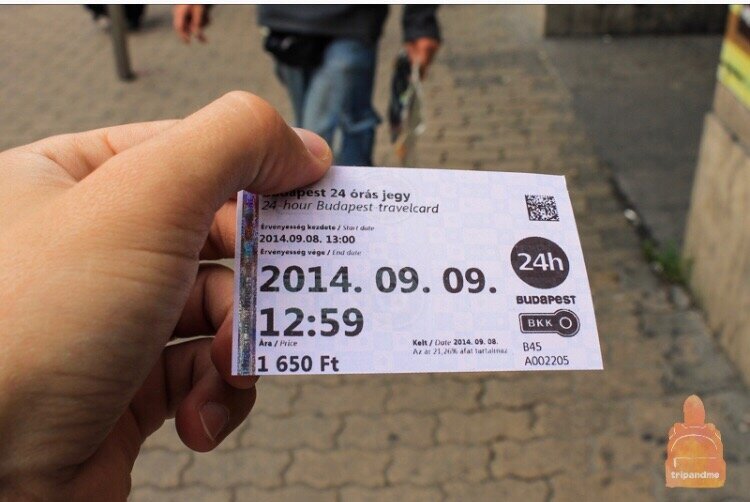 Budapest 24 órás jegy
24-hour Budapest-travelcard
Érvényesség kezdete / Start date
2014.09.08. 13:00
Érvényesség vége / End date
2014. 09. 09.
12:59
Ára / Price
1 650 Ft
Kelt / Date 2014. 09. 08.
Az ár 21,26% áfát tartalmaz
24h
BUDAPEST
BKK
B45
A002205
tripandme